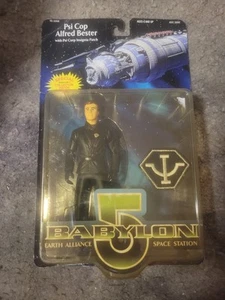 Psi Cop
Alfred Bester
with Psi Corp Insignia Patch
BABYLON
5
EARTH ALLIANCE SPACE STATION